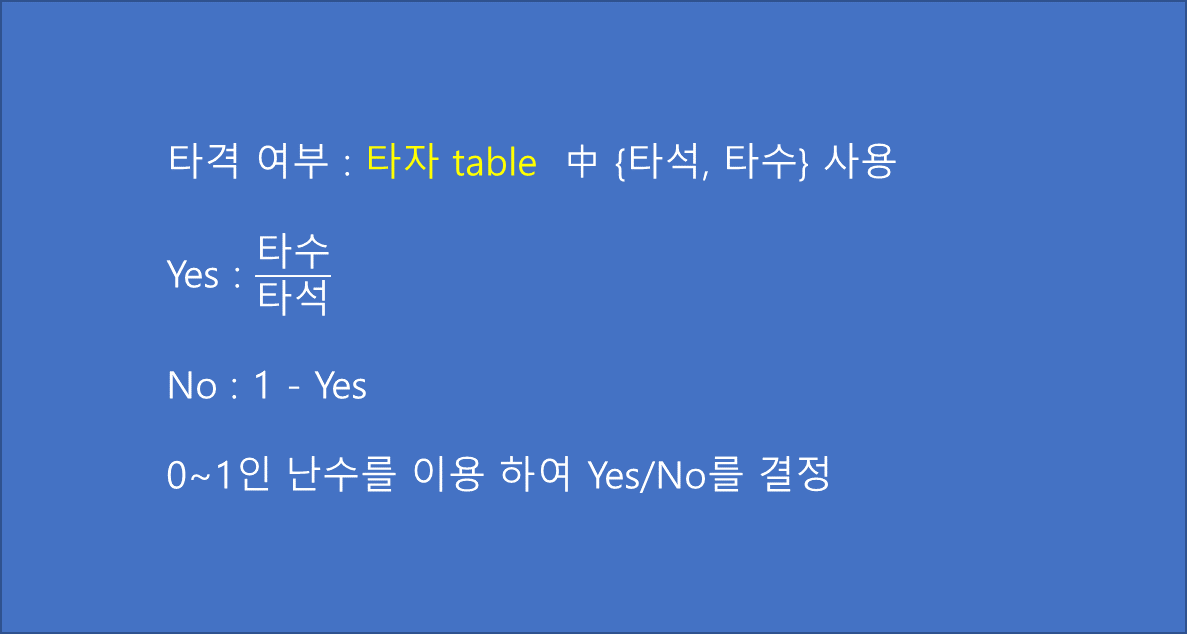 타격 여부 : 타자 table 中 {타석, 타수} 사용
Yes : 타수/타석
No : 1 - Yes
0~1인 난수를 이용 하여 Yes/No를 결정